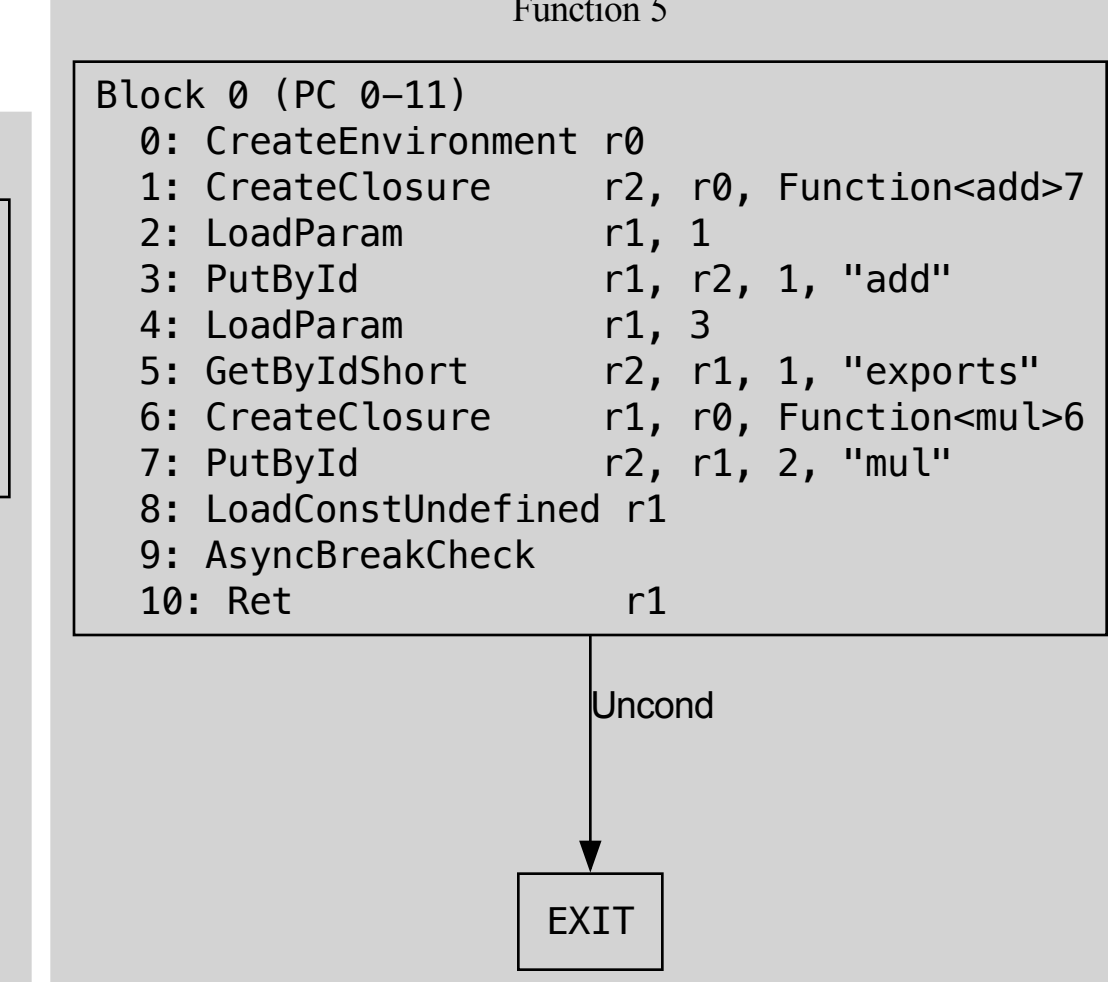 Function 5
Block 0 (PC 0–11)
0: CreateEnvironment r0
1: CreateClosure r2, r0, Function<add>7
2: LoadParam r1, 1
3: PutById r1, r2, 1, "add"
4: LoadParam r1, 3
5: GetByIdShort r2, r1, 1, "exports"
6: CreateClosure r1, r0, Function<mul>6
7: PutById r2, r1, 2, "mul"
8: LoadConstUndefined r1
9: AsyncBreakCheck
10: Ret r1
Uncond
EXIT